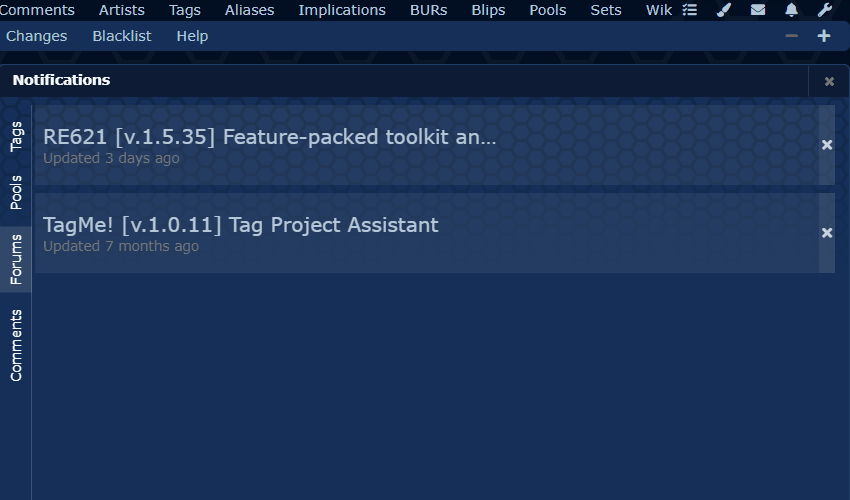 Comments Artists Tags Aliases Implications BURs Blips Pools Sets Wik
Changes Blacklist Help
Notifications
Tags
Pools
Forums
Comments
RE621 [v.1.5.35] Feature-packed toolkit an...
Updated 3 days ago
TagMe! [v.1.0.11] Tag Project Assistant
Updated 7 months ago